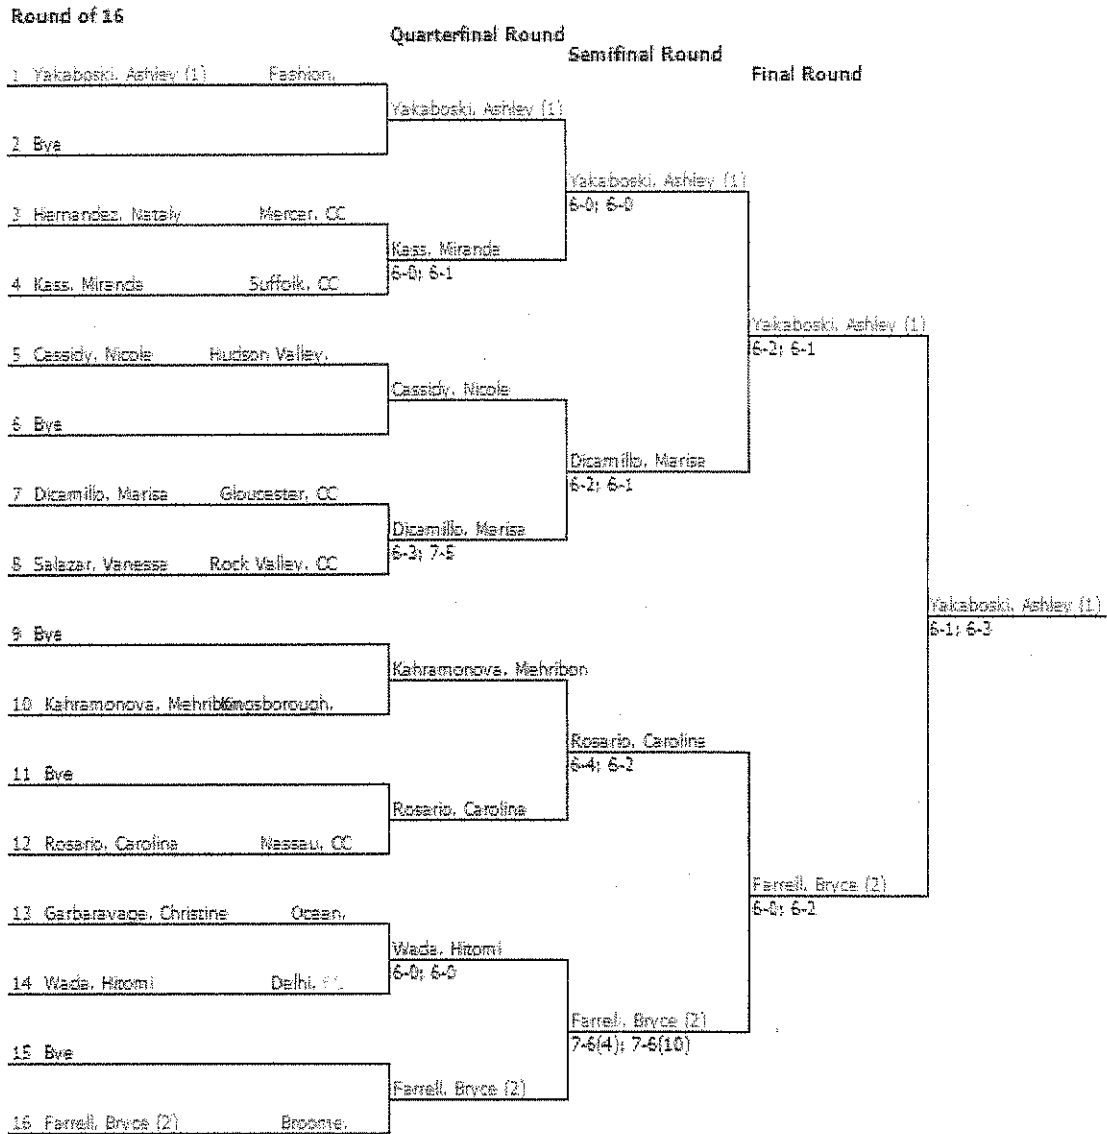 Round of 16
Quarterfinal Round
Semifinal Round
Final Round
1 Yakaboski, Ashley (1) Fashion,
Yakaboski, Ashley (1)
2 Bye
Yakaboski, Ashley (1)
6-0; 6-0
3 Hernandez, Nataly Mercer, CC
Kass, Miranda
6-0; 6-1
4 Kass, Miranda Suffolk, CC
Yakaboski, Ashley (1)
6-2; 6-1
5 Cassidy, Nicole Hudson Valley,
Cassidy, Nicole
6 Bye
Dicamillo, Marisa
6-2; 6-1
7 Dicamillo, Marisa Gloucester, CC
Dicamillo, Marisa
6-3; 7-5
8 Salazar, Vanessa Rock Valley, CC
Yakaboski, Ashley (1)
6-1; 6-3
9 Bye
Kahramonova, Mehribon
10 Kahramonova, Mehribon Kingsborough,
Rosario, Carolina
6-4; 6-2
11 Bye
Rosario, Carolina
12 Rosario, Carolina Nassau, CC
Farrell, Bryce (2)
6-0; 6-2
13 Garbaravage, Christine Ocean,
Wada, Hitomi
6-0; 6-0
14 Wada, Hitomi Delhi,
Farrell, Bryce (2)
7-6(4); 7-6(10)
15 Bye
Farrell, Bryce (2)
16 Farrell, Bryce (2) Broome,